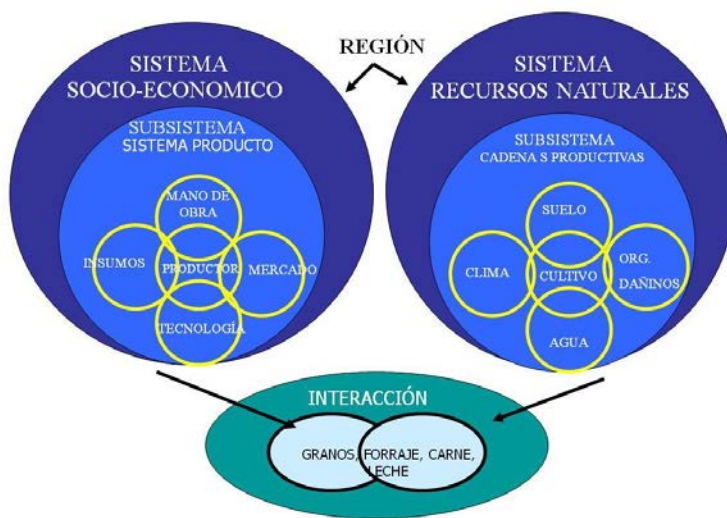 REGIÓN
SISTEMA
SOCIO-ECONOMICO
SUBSISTEMA
SISTEMA PRODUCTO
MANO DE
OBRA
INSUMOS
PRODUCTOR
MERCADO
TECNOLOGÍA
SISTEMA
RECURSOS NATURALES
SUBSISTEMA
CADENA S PRODUCTIVAS
SUELO
CLIMA
CULTIVO
ORG.
DAÑINOS
AGUA
INTERACCIÓN
GRANOS, FORRAJE, CARNE,
LECHE